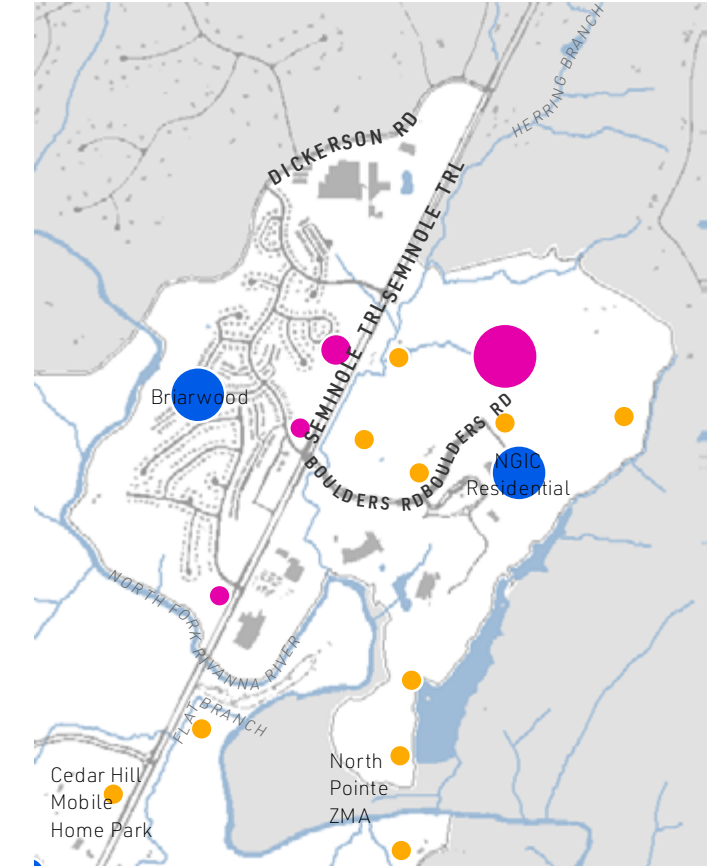 HERRING BRANCH
DICKERSON RD
SEMINOLE TRL
SEMINOLE TRL
Briarwood
BOULDERS RD
BOULDERS RD
NGIC
Residential
NORTH FORK RIVANNA RIVER
FLAT BRANCH
North
Pointe
ZMA
Cedar Hill
Mobile
Home Park